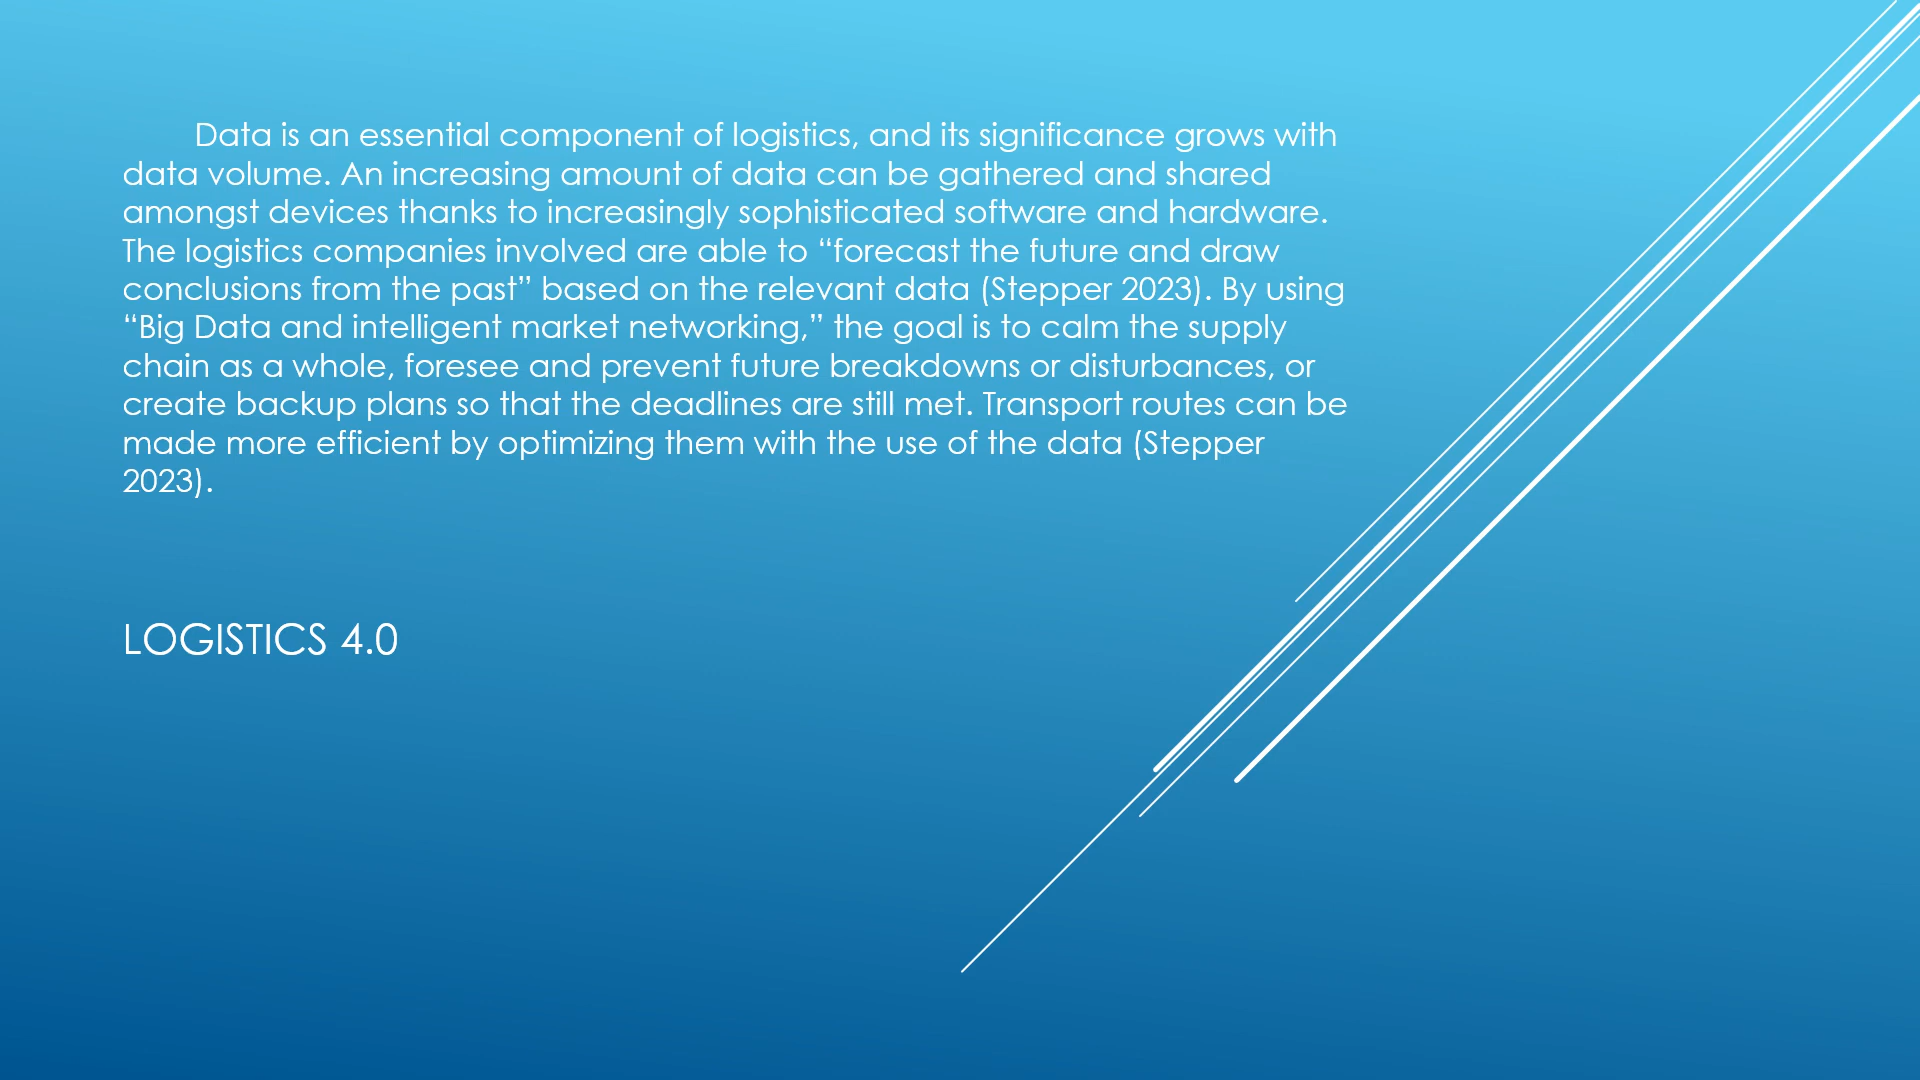 Data is an essential component of logistics, and its significance grows with
data volume. An increasing amount of data can be gathered and shared
amongst devices thanks to increasingly sophisticated software and hardware.
The logistics companies involved are able to “forecast the future and draw
conclusions from the past” based on the relevant data (Stepper 2023). By using
“Big Data and intelligent market networking,” the goal is to calm the supply
chain as a whole, foresee and prevent future breakdowns or disturbances, or
create backup plans so that the deadlines are still met. Transport routes can be
made more efficient by optimizing them with the use of the data (Stepper
2023).
LOGISTICS 4.0